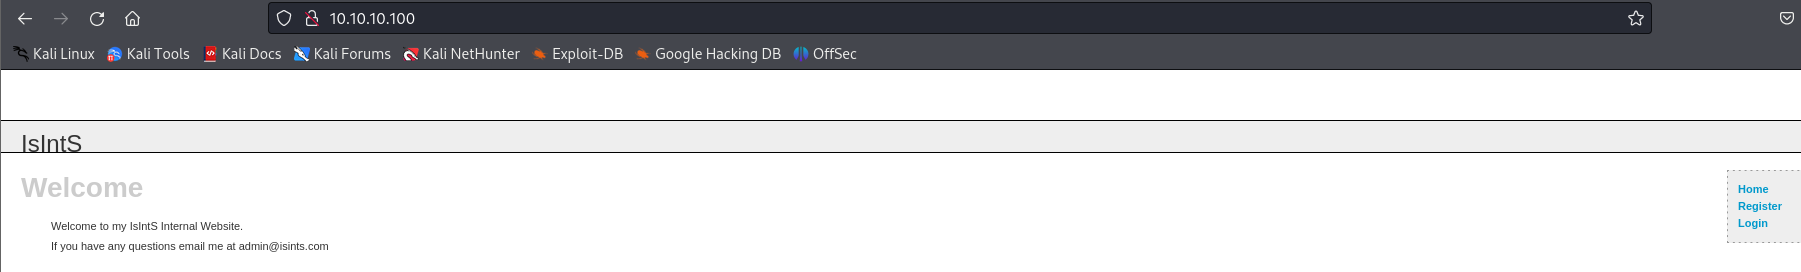 10.10.10.100
Kali Linux Kali Tools Kali Docs Kali Forums Kali NetHunter Exploit-DB Google Hacking DB OffSec
IsIntS
Welcome
Welcome to my IsIntS Internal Website.
If you have any questions email me at admin@isints.com
Home
Register
Login